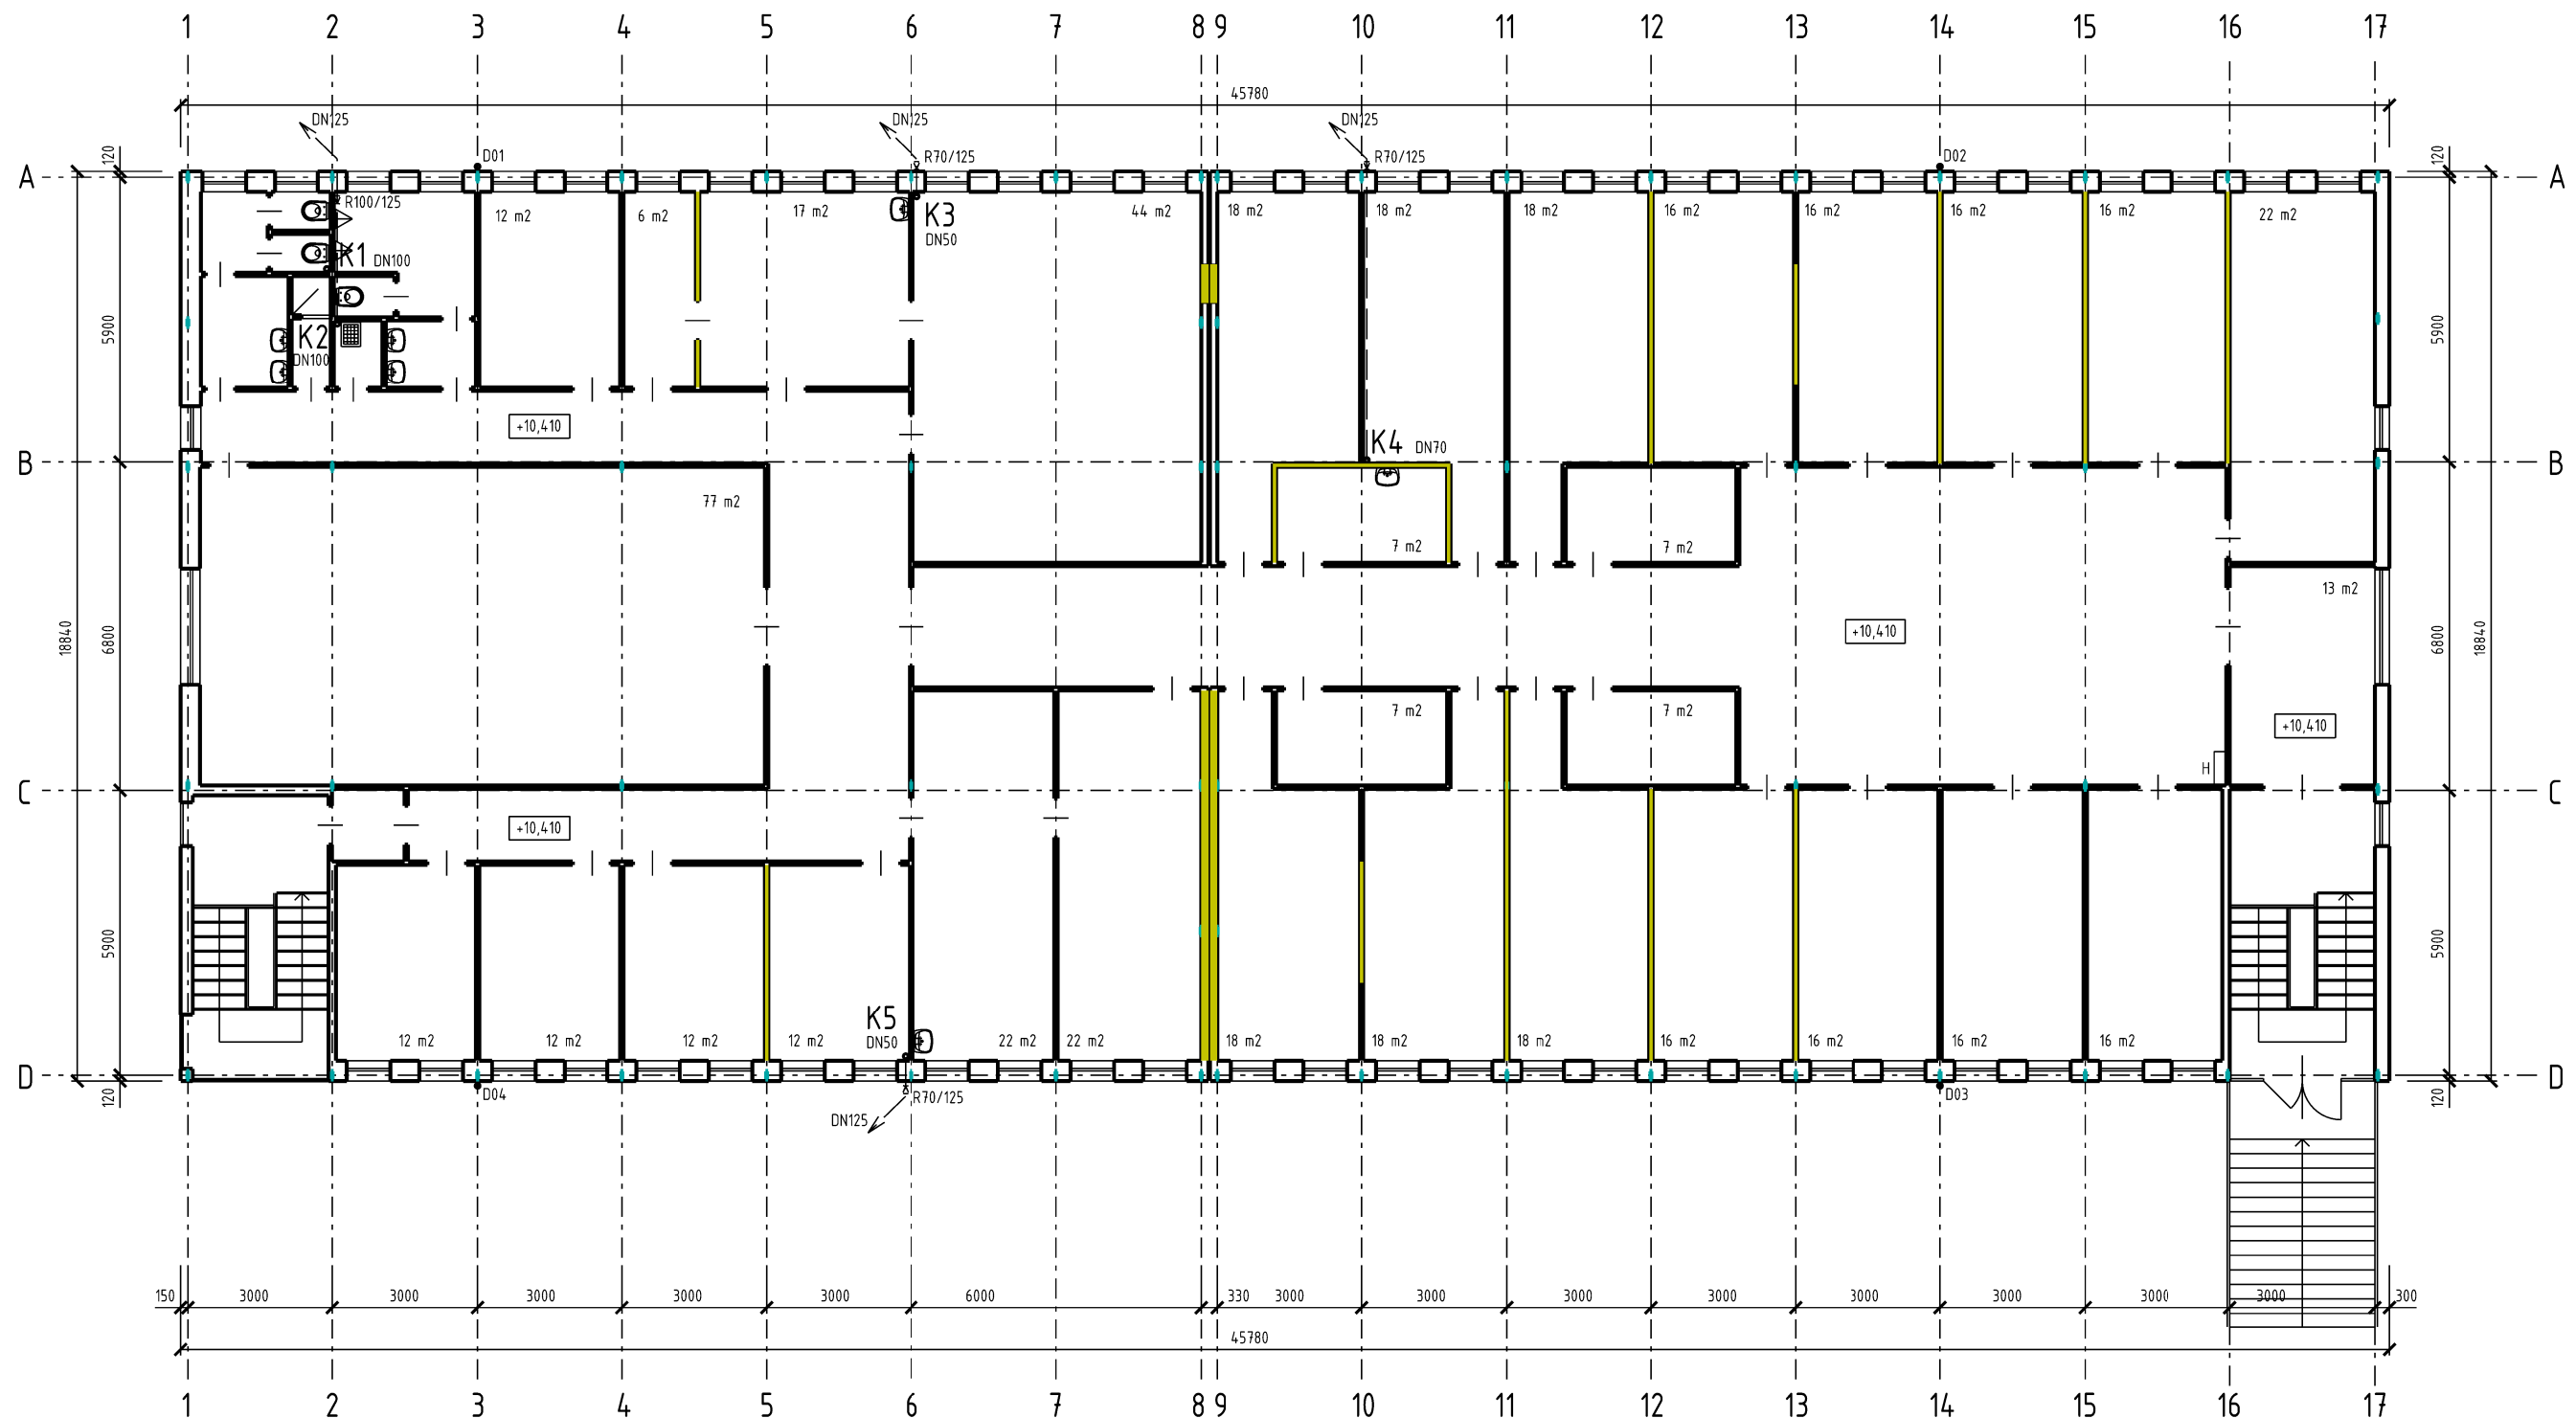 1 2 3 4 5 6 7 8 9 10 11 12 13 14 15 16 17
45780
DN125 DN125 DN125
120 D01 R70/125 R70/125 D02 120
A A
R100/125 12 m2 6 m2 17 m2 K3 44 m2 18 m2 18 m2 18 m2 16 m2 16 m2 16 m2 16 m2 22 m2
DN50
K1 DN100
5900 K2 5900
DN100
+10,410
K4 DN70
B B
77 m2
7 m2 7 m2
13 m2
18840 6800 +10,410 6800 18840
7 m2 7 m2 +10,410
H
C C
+10,410
5900 5900
K5
DN50
12 m2 12 m2 12 m2 12 m2 22 m2 22 m2 18 m2 18 m2 18 m2 16 m2 16 m2 16 m2 16 m2
D D
120 D04 R70/125 D03 120
DN125
150 3000 3000 3000 3000 3000 6000 330 3000 3000 3000 3000 3000 3000 3000 3000 300
45780
1 2 3 4 5 6 7 8 9 10 11 12 13 14 15 16 17